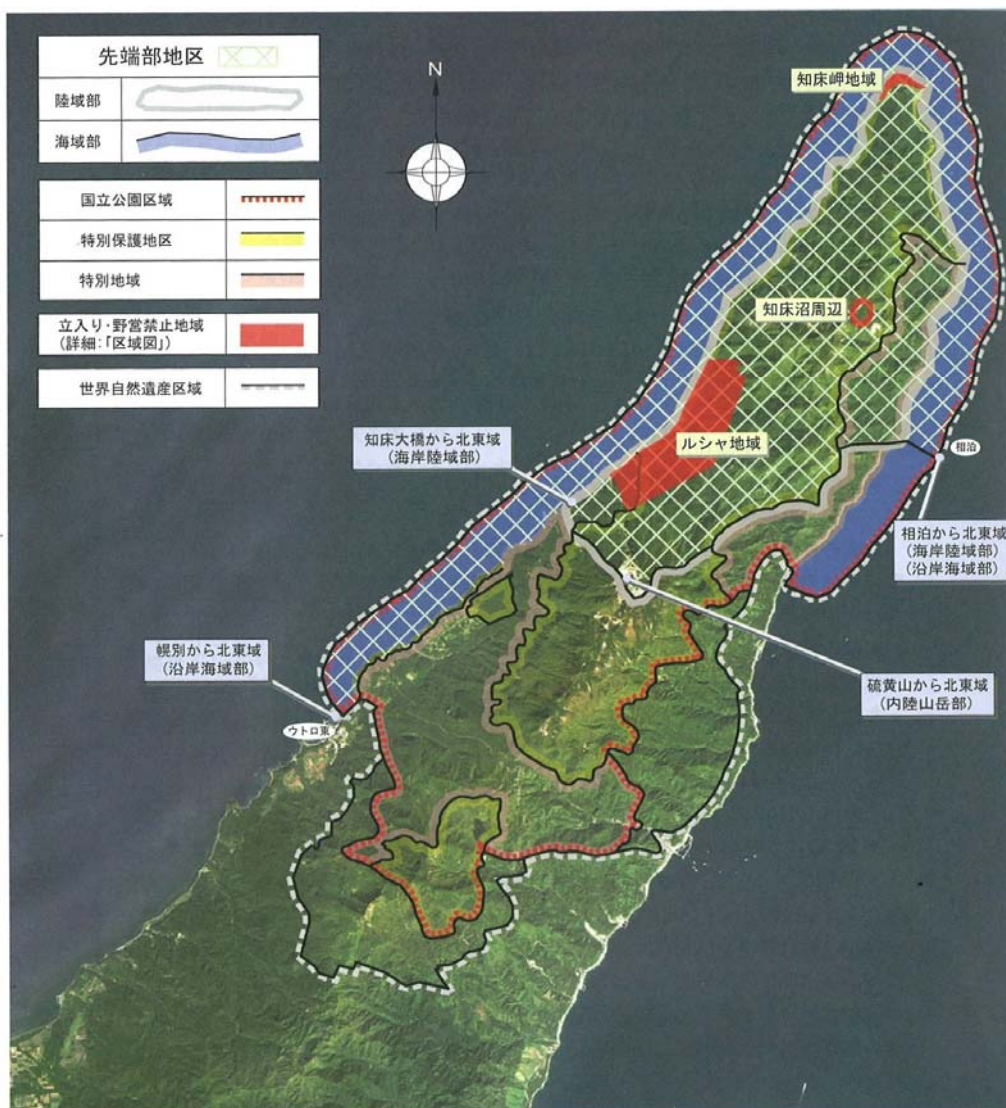 先端部地区
陸域部
海域部
国立公園区域
特別保護地区
特別地域
立入り・野営禁止地域
(詳細:「区域図」)
世界自然遺産区域
N
知床岬地域
知床沼周辺
ルシャ地域
知床大橋から北東域
(海岸陸域部)
相泊
相泊から北東域
(海岸陸域部)
(沿岸海域部)
幌別から北東域
(沿岸海域部)
ウトロ東
硫黄山から北東域
(内陸山岳部)